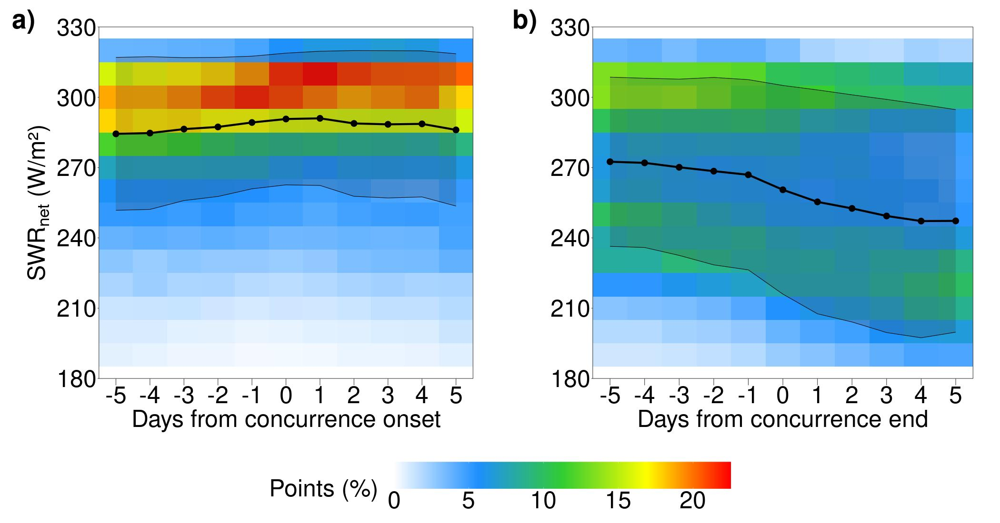 a)
330
300
270
240
210
180
SWRnet (W/m²)
-5 -4 -3 -2 -1 0 1 2 3 4 5
Days from concurrence onset
b)
330
300
270
240
210
180
-5 -4 -3 -2 -1 0 1 2 3 4 5
Days from concurrence end
Points (%)
0 5 10 15 20